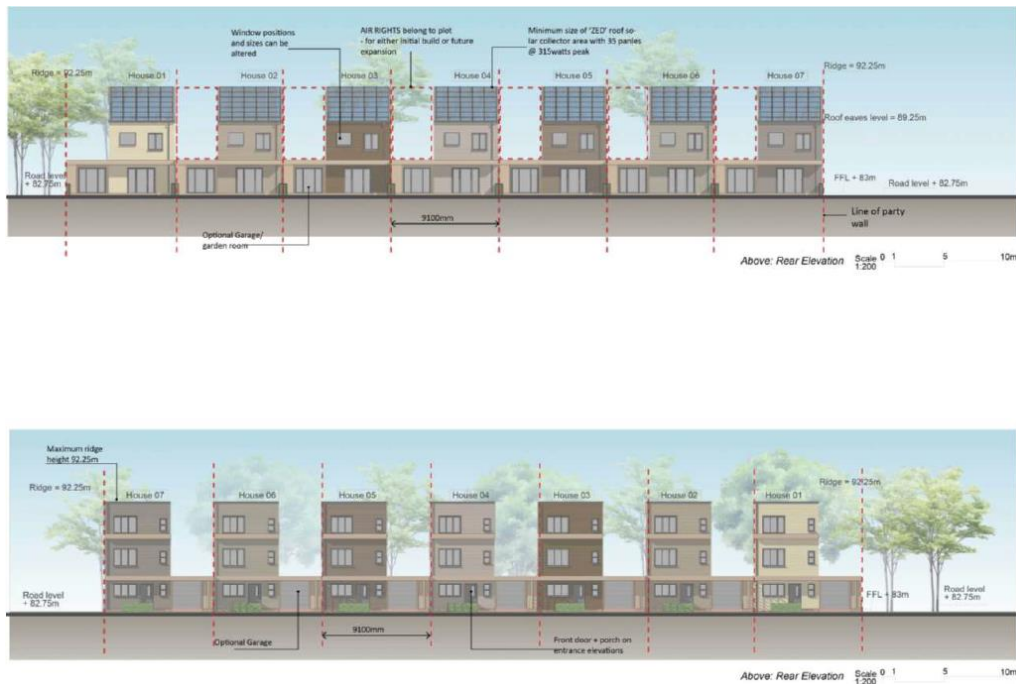 Window positions
and sizes can be
altered
AIR RIGHTS belong to plot
- for either initial build or future
expansion
Minimum size of 'ZED' roof so-
lar collector area with 35 panles
@ 315watts peak
Ridge = 92.25m
House 01
House 02
House 03
House 04
House 05
House 06
House 07
Ridge = 92.25m
Roof eaves level = 89.25m
Road level
+ 82.75m
FFL + 83m
Road level + 82.75m
9100mm
Line of party
wall
Optional Garage/
garden room
Above: Rear Elevation
Scale
1:200
0 1 5 10m
Maximum ridge
height 92.25m
Ridge = 92.25m
House 07
House 06
House 05
House 04
House 03
House 02
House 01
Ridge = 92.25m
Road level
+ 82.75m
FFL + 83m
Road level
+ 82.75m
Optional Garage
9100mm
Front door + porch on
entrance elevations
Above: Rear Elevation
Scale
1:200
0 1 5 10m